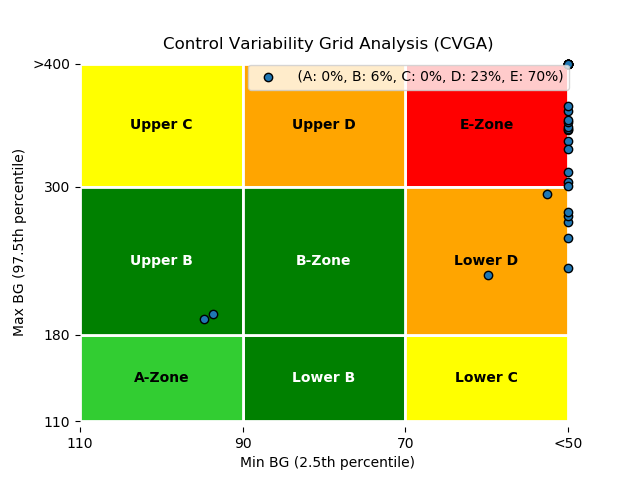 Control Variability Grid Analysis (CVGA)
(A: 0%, B: 6%, C: 0%, D: 23%, E: 70%)
>400
300
180
110
Max BG (97.5th percentile)
Upper C
Upper D
E-Zone
Upper B
B-Zone
Lower D
A-Zone
Lower B
Lower C
110
90
70
<50
Min BG (2.5th percentile)